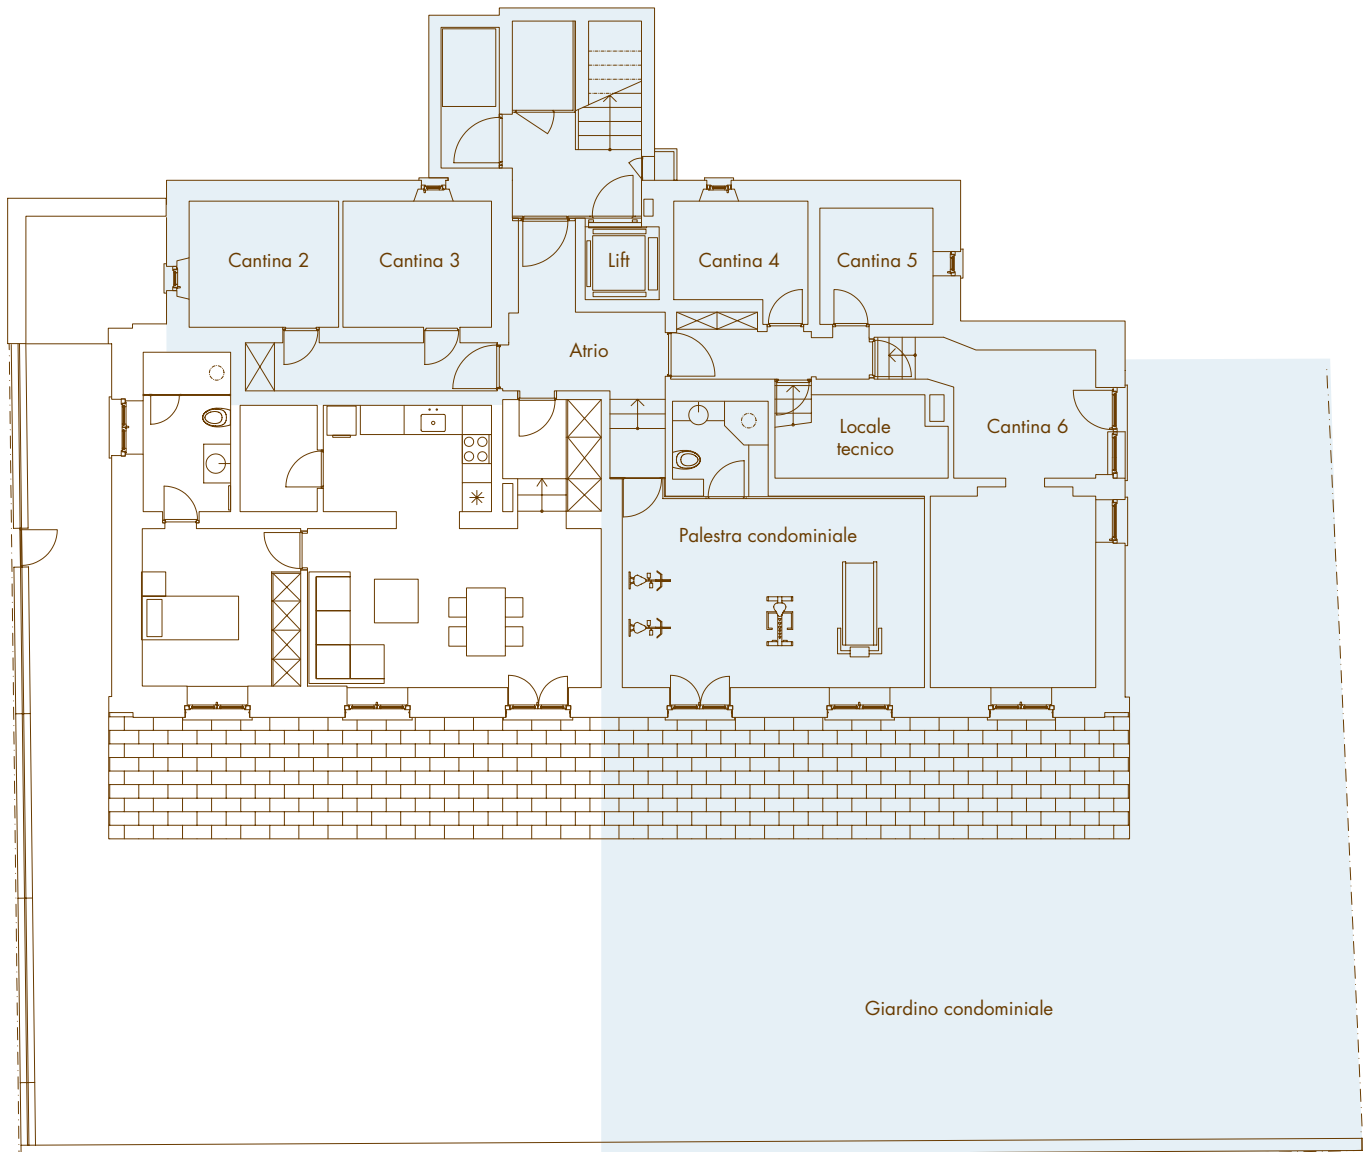 Cantina 2
Cantina 3
Lift
Cantina 4
Cantina 5
Atrio
Locale
tecnico
Cantina 6
Palestra condominiale
Giardino condominiale